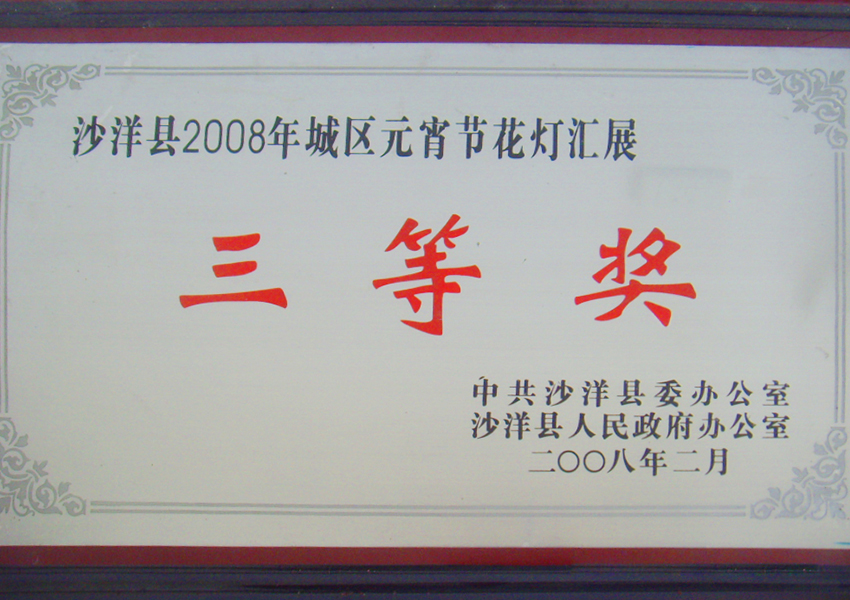 沙洋县2008年城区元宵节花灯汇展
三等奖
中共沙洋县委办公室
沙洋县人民政府办公室
二〇〇八年二月